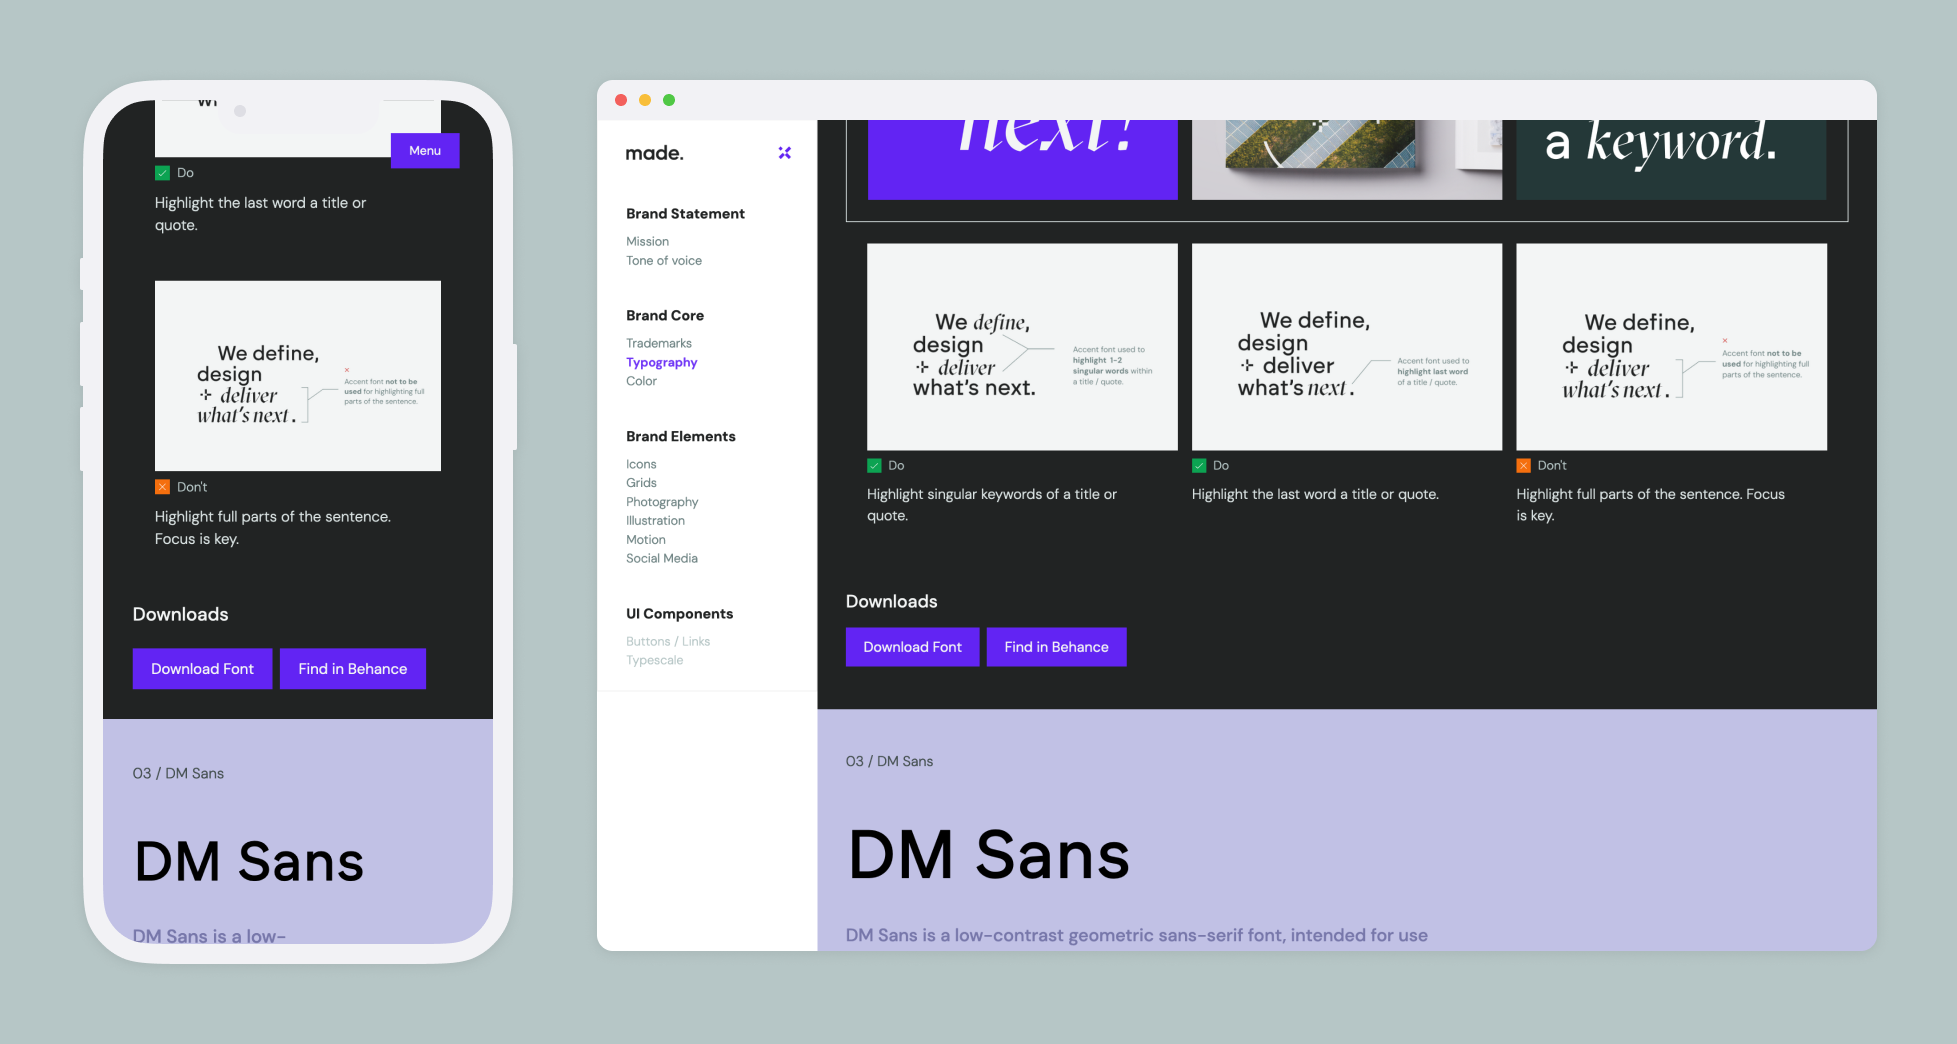 Menu
Do
Highlight the last word a title or
quote.
We define,
design
deliver
what's next.
Accent font not to be
used for highlighting full
parts of the sentence.
Don't
Highlight full parts of the sentence.
Focus is key.
Downloads
Download Font
Find in Behance
03 / DM Sans
DM Sans
DM Sans is a low-
made.
Brand Statement
Mission
Tone of voice
Brand Core
Trademarks
Typography
Color
Brand Elements
Icons
Grids
Photography
Illustration
Motion
Social Media
UI Components
Buttons / Links
Typescale
next!
a keyword.
We define,
design
deliver
what's next.
Accent font used to
highlight 1-2
singular words within
a title / quote.
Do
Highlight singular keywords of a title or
quote.
We define,
design
deliver
what's next.
Accent font used to
highlight last word
of a title / quote.
Do
Highlight the last word a title or quote.
We define,
design
deliver
what's next.
Accent font not to be
used for highlighting full
parts of the sentence.
Don't
Highlight full parts of the sentence. Focus
is key.
Downloads
Download Font
Find in Behance
03 / DM Sans
DM Sans
DM Sans is a low-contrast geometric sans-serif font, intended for use